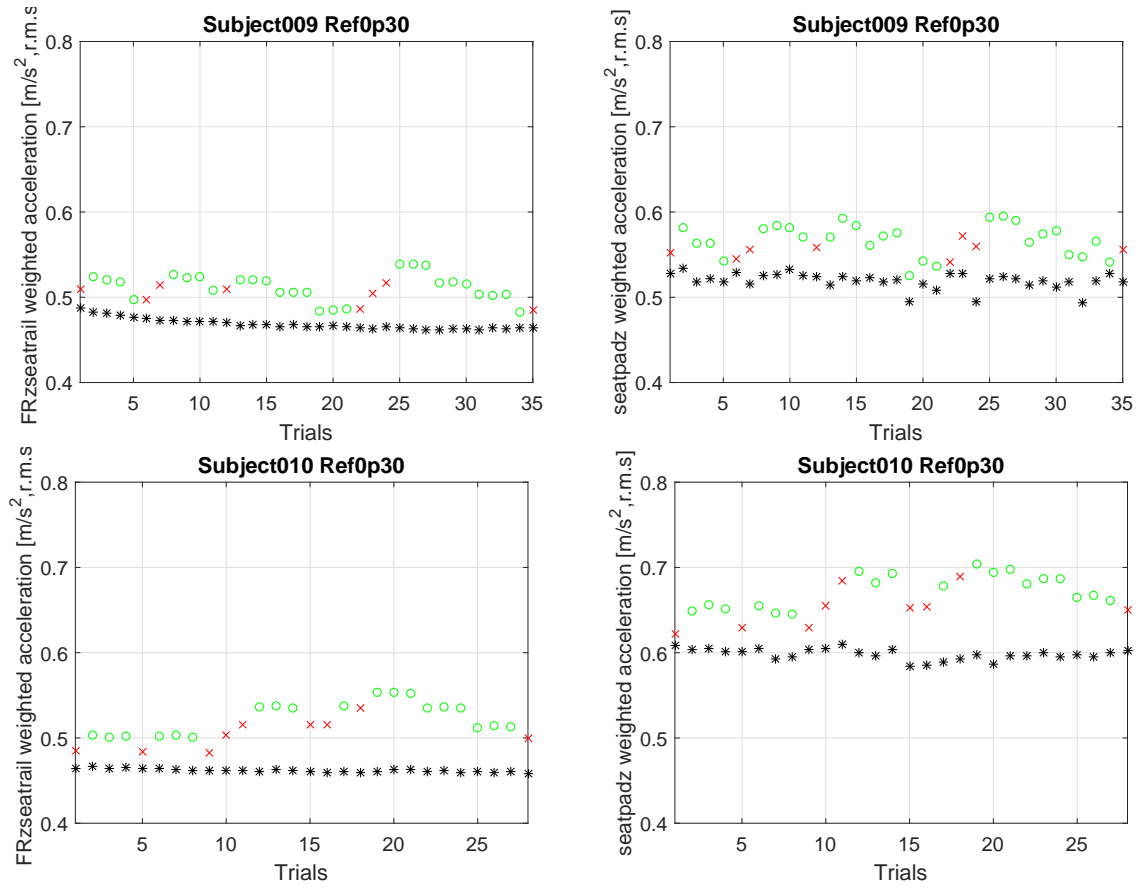 Subject009 Ref0p30
FRzseatrail weighted acceleration [m/s²,r.m.s
0.8
0.7
0.6
0.5
0.4
5 10 15 20 25 30 35
Trials
Subject009 Ref0p30
seatpadz weighted acceleration [m/s²,r.m.s]
0.8
0.7
0.6
0.5
0.4
5 10 15 20 25 30 35
Trials
Subject010 Ref0p30
FRzseatrail weighted acceleration [m/s²,r.m.s
0.8
0.7
0.6
0.5
0.4
5 10 15 20 25
Trials
Subject010 Ref0p30
seatpadz weighted acceleration [m/s²,r.m.s]
0.8
0.7
0.6
0.5
0.4
5 10 15 20 25
Trials